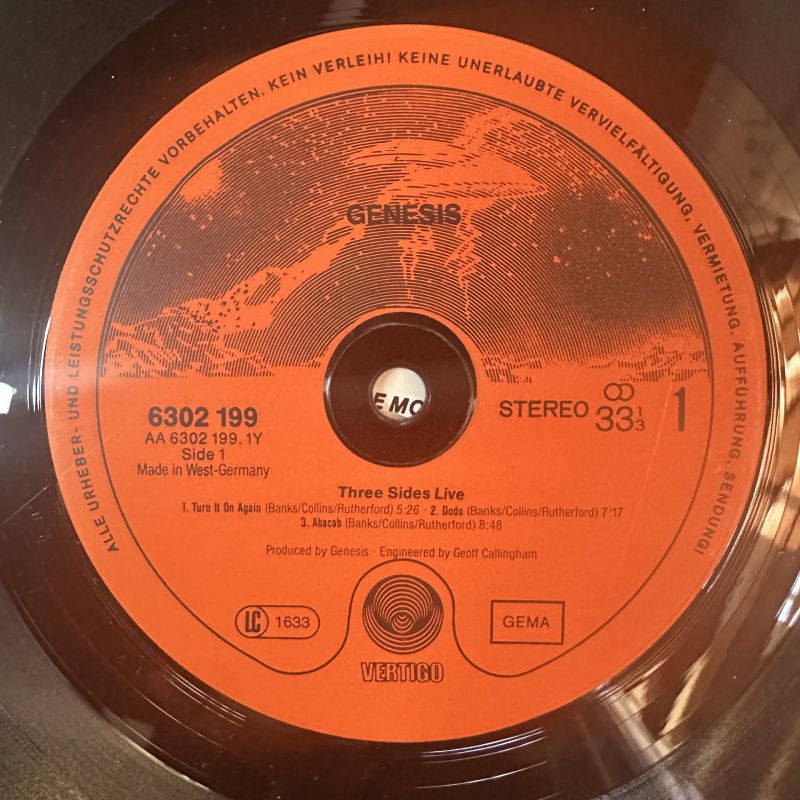 ALLE URHEBER- UND LEISTUNGSSCHUTZRECHTE VORBEHALTEN. KEIN VERLEIH! KEINE UNERLAUBTE VERVIELFÄLTIGUNG, VERMIETUNG, AUFFÜHRUNG, SENDUNG!
GENESIS
E MO
6302 199
AA 6302 199. 1Y
Side 1
Made in West-Germany
STEREO 33 1/3 1
Three Sides Live
1. Turn It On Again (Banks/Collins/Rutherford) 5:26 · 2. Dodo (Banks/Collins/Rutherford) 7:17
3. Abacab (Banks/Collins/Rutherford) 8:48
Produced by Genesis · Engineered by Geoff Callingham
LC 1633
GEMA
VERTIGO